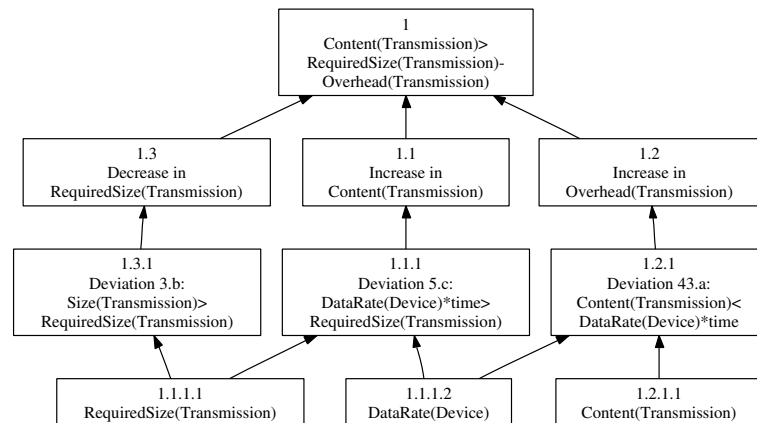 1
Content(Transmission)>
RequiredSize(Transmission)-
Overhead(Transmission)
1.3
Decrease in
RequiredSize(Transmission)
1.1
Increase in
Content(Transmission)
1.2
Increase in
Overhead(Transmission)
1.3.1
Deviation 3.b:
Size(Transmission)>
RequiredSize(Transmission)
1.1.1
Deviation 5.c:
DataRate(Device)*time>
RequiredSize(Transmission)
1.2.1
Deviation 43.a:
Content(Transmission)<
DataRate(Device)*time
1.1.1.1
RequiredSize(Transmission)
1.1.1.2
DataRate(Device)
1.2.1.1
Content(Transmission)